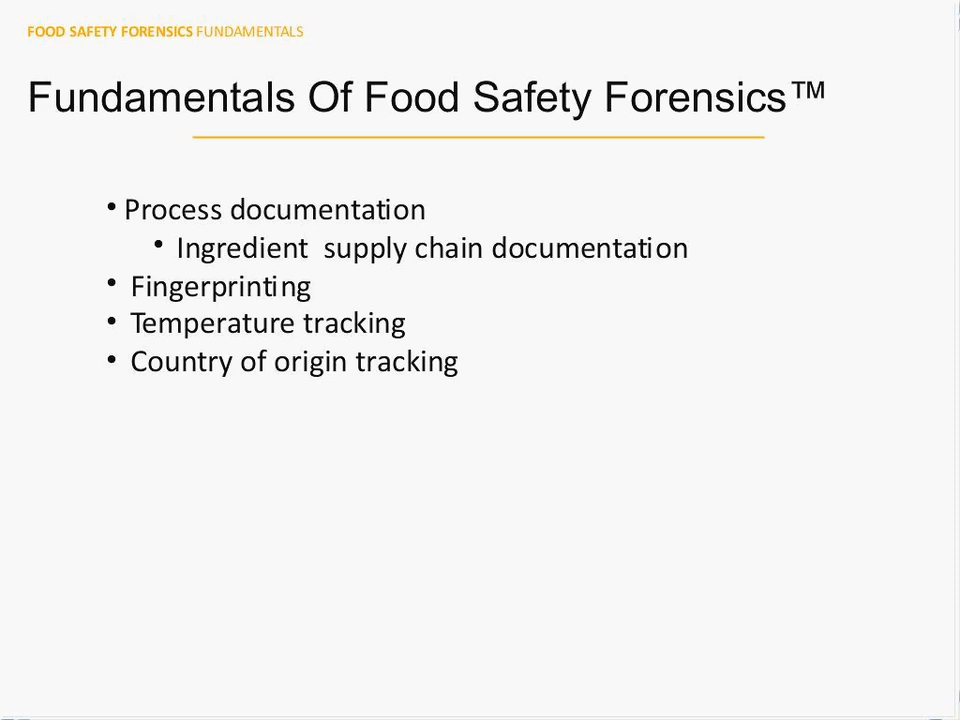 FOOD SAFETY FORENSICS FUNDAMENTALS
Fundamentals Of Food Safety Forensics™
• Process documentation
• Ingredient  supply chain documentation
• Fingerprinting
• Temperature tracking
• Country of origin tracking